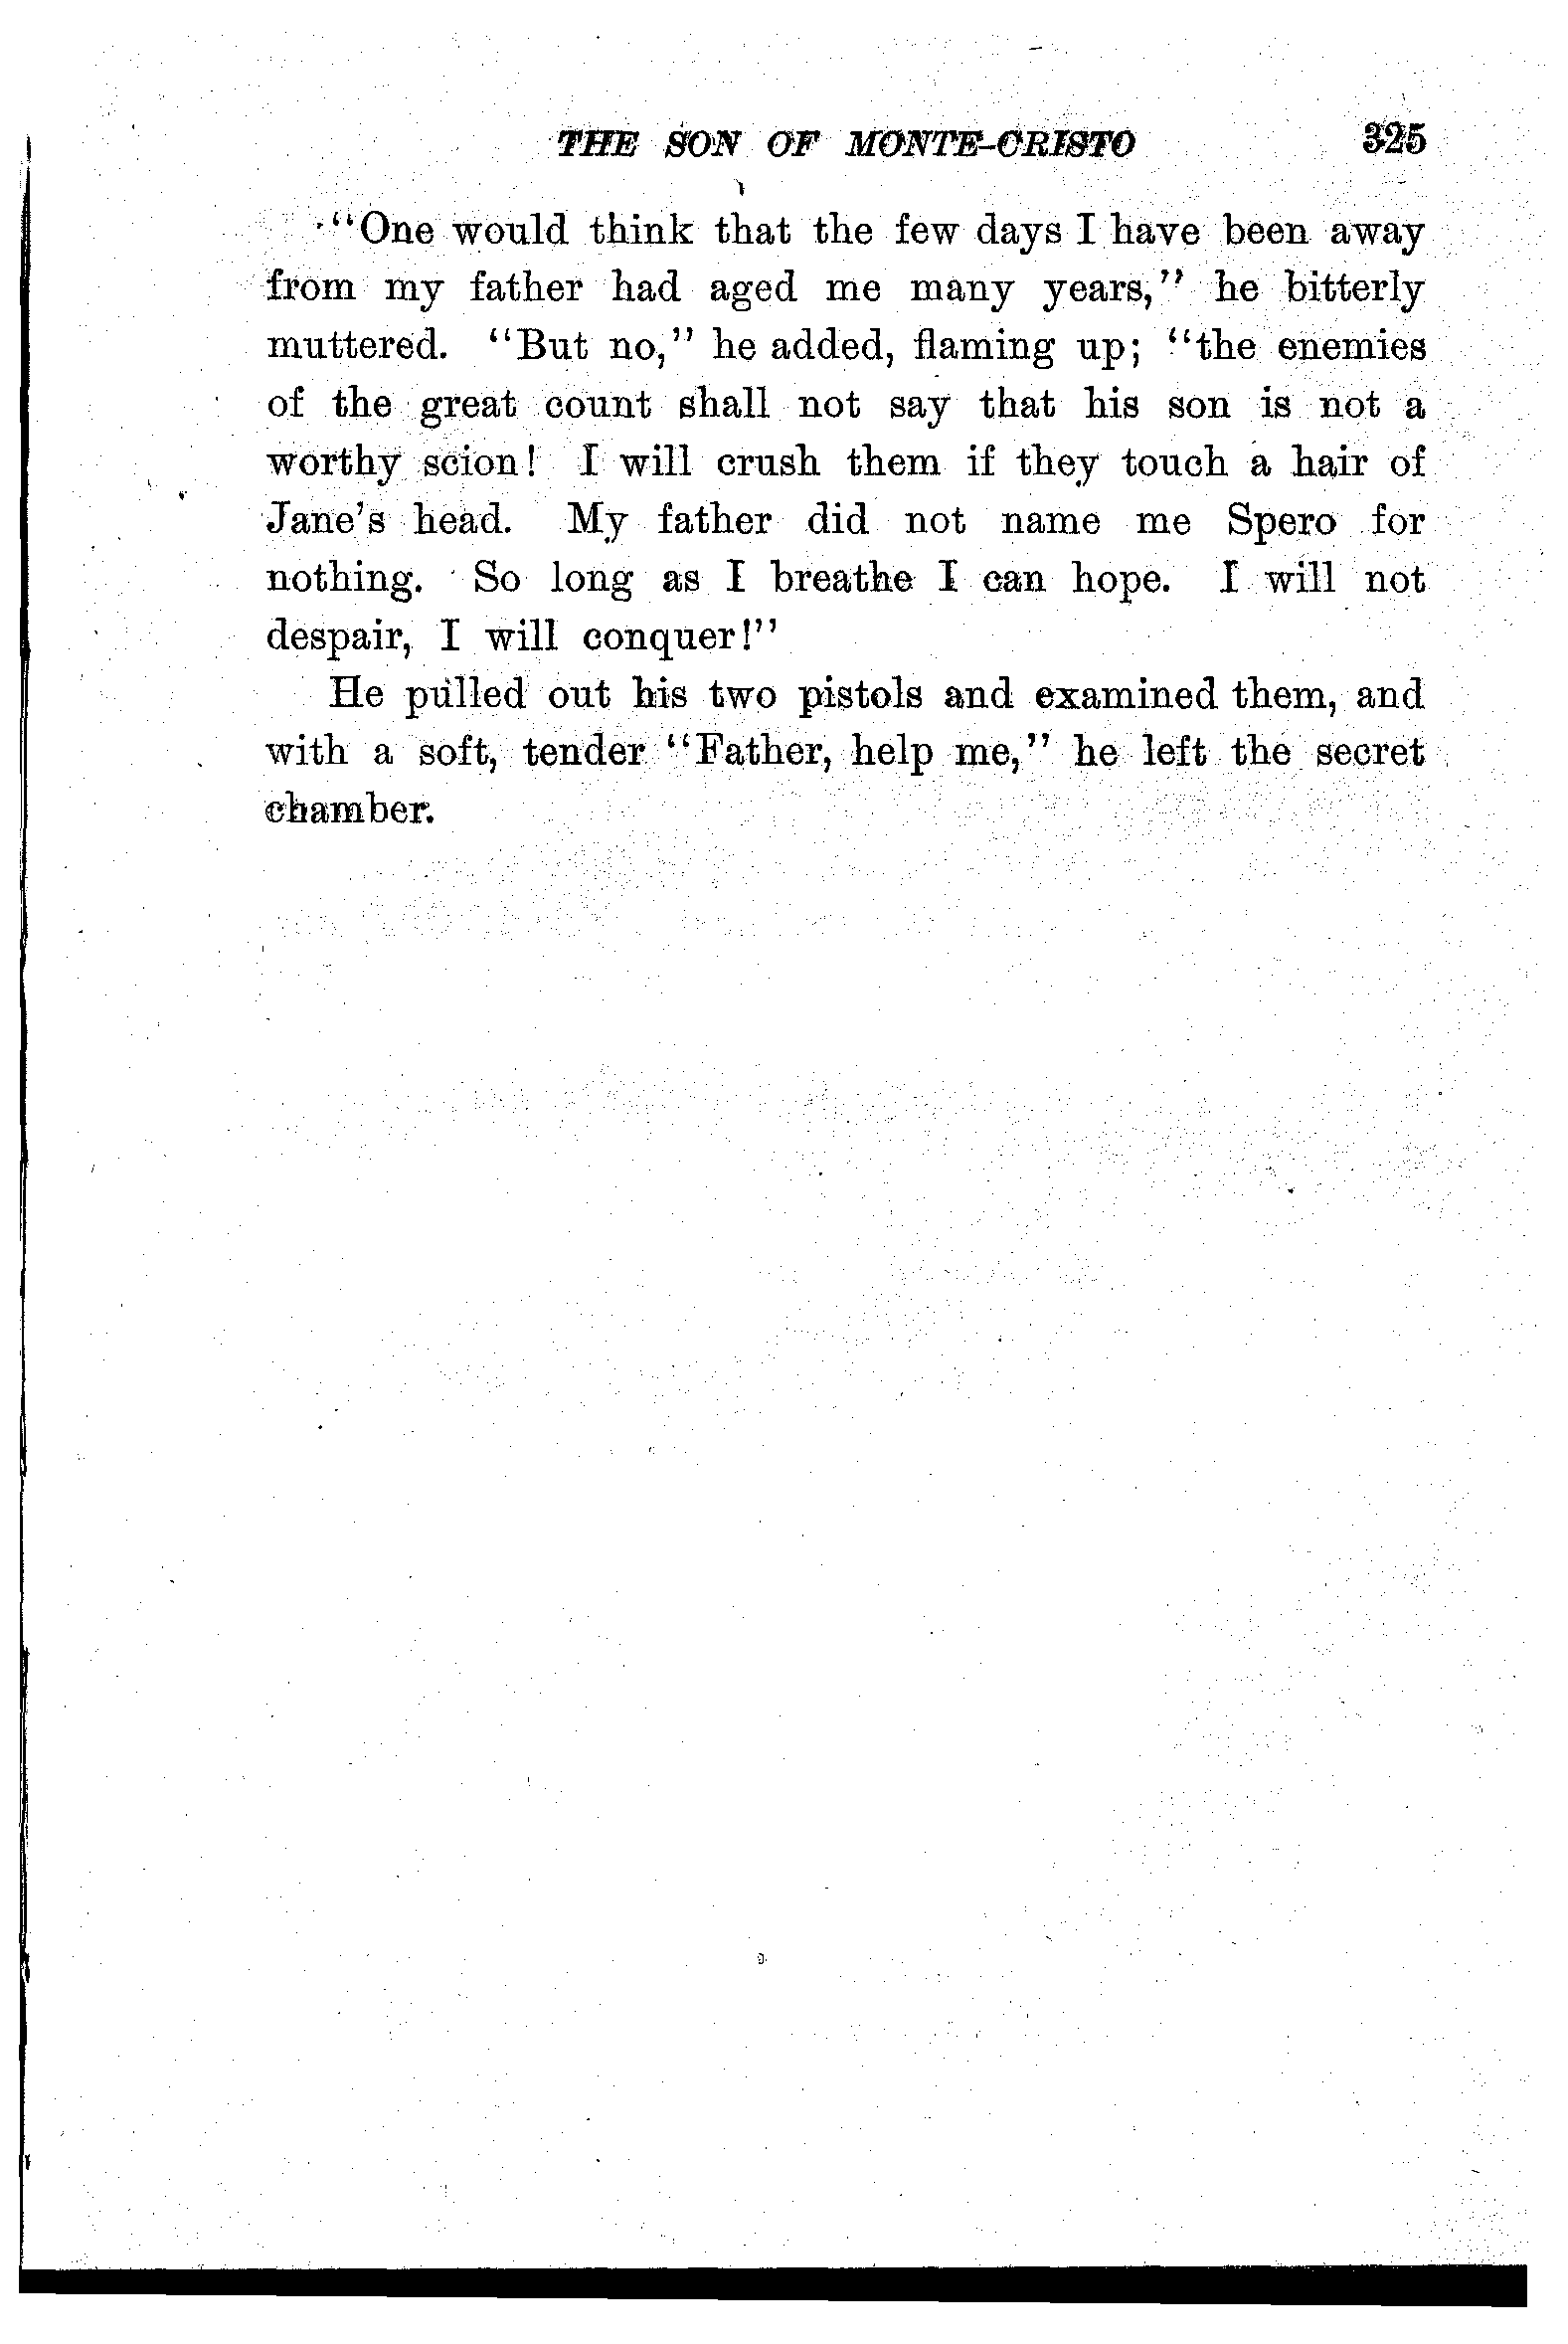 THE SON OF MONTE-CRISTO 325
"One would think that the few days I have been away
from my father had aged me many years," he bitterly
muttered. "But no," he added, flaming up; "the enemies
of the great count shall not say that his son is not a
worthy scion! I will crush them if they touch a hair of
Jane's head. My father did not name me Spero for
nothing. So long as I breathe I can hope. I will not
despair, I will conquer!"
He pulled out his two pistols and examined them, and
with a soft, tender "Father, help me," he left the secret
chamber.